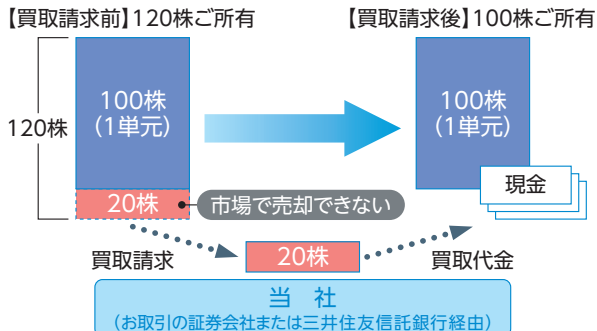 【買取請求前】120株ご所有
【買取請求後】100株ご所有
120株
100株
(1単元)
100株
(1単元)
20株
市場で売却できない
現金
買取請求
20株
買取代金
当 社
(お取引の証券会社または三井住友信託銀行経由)